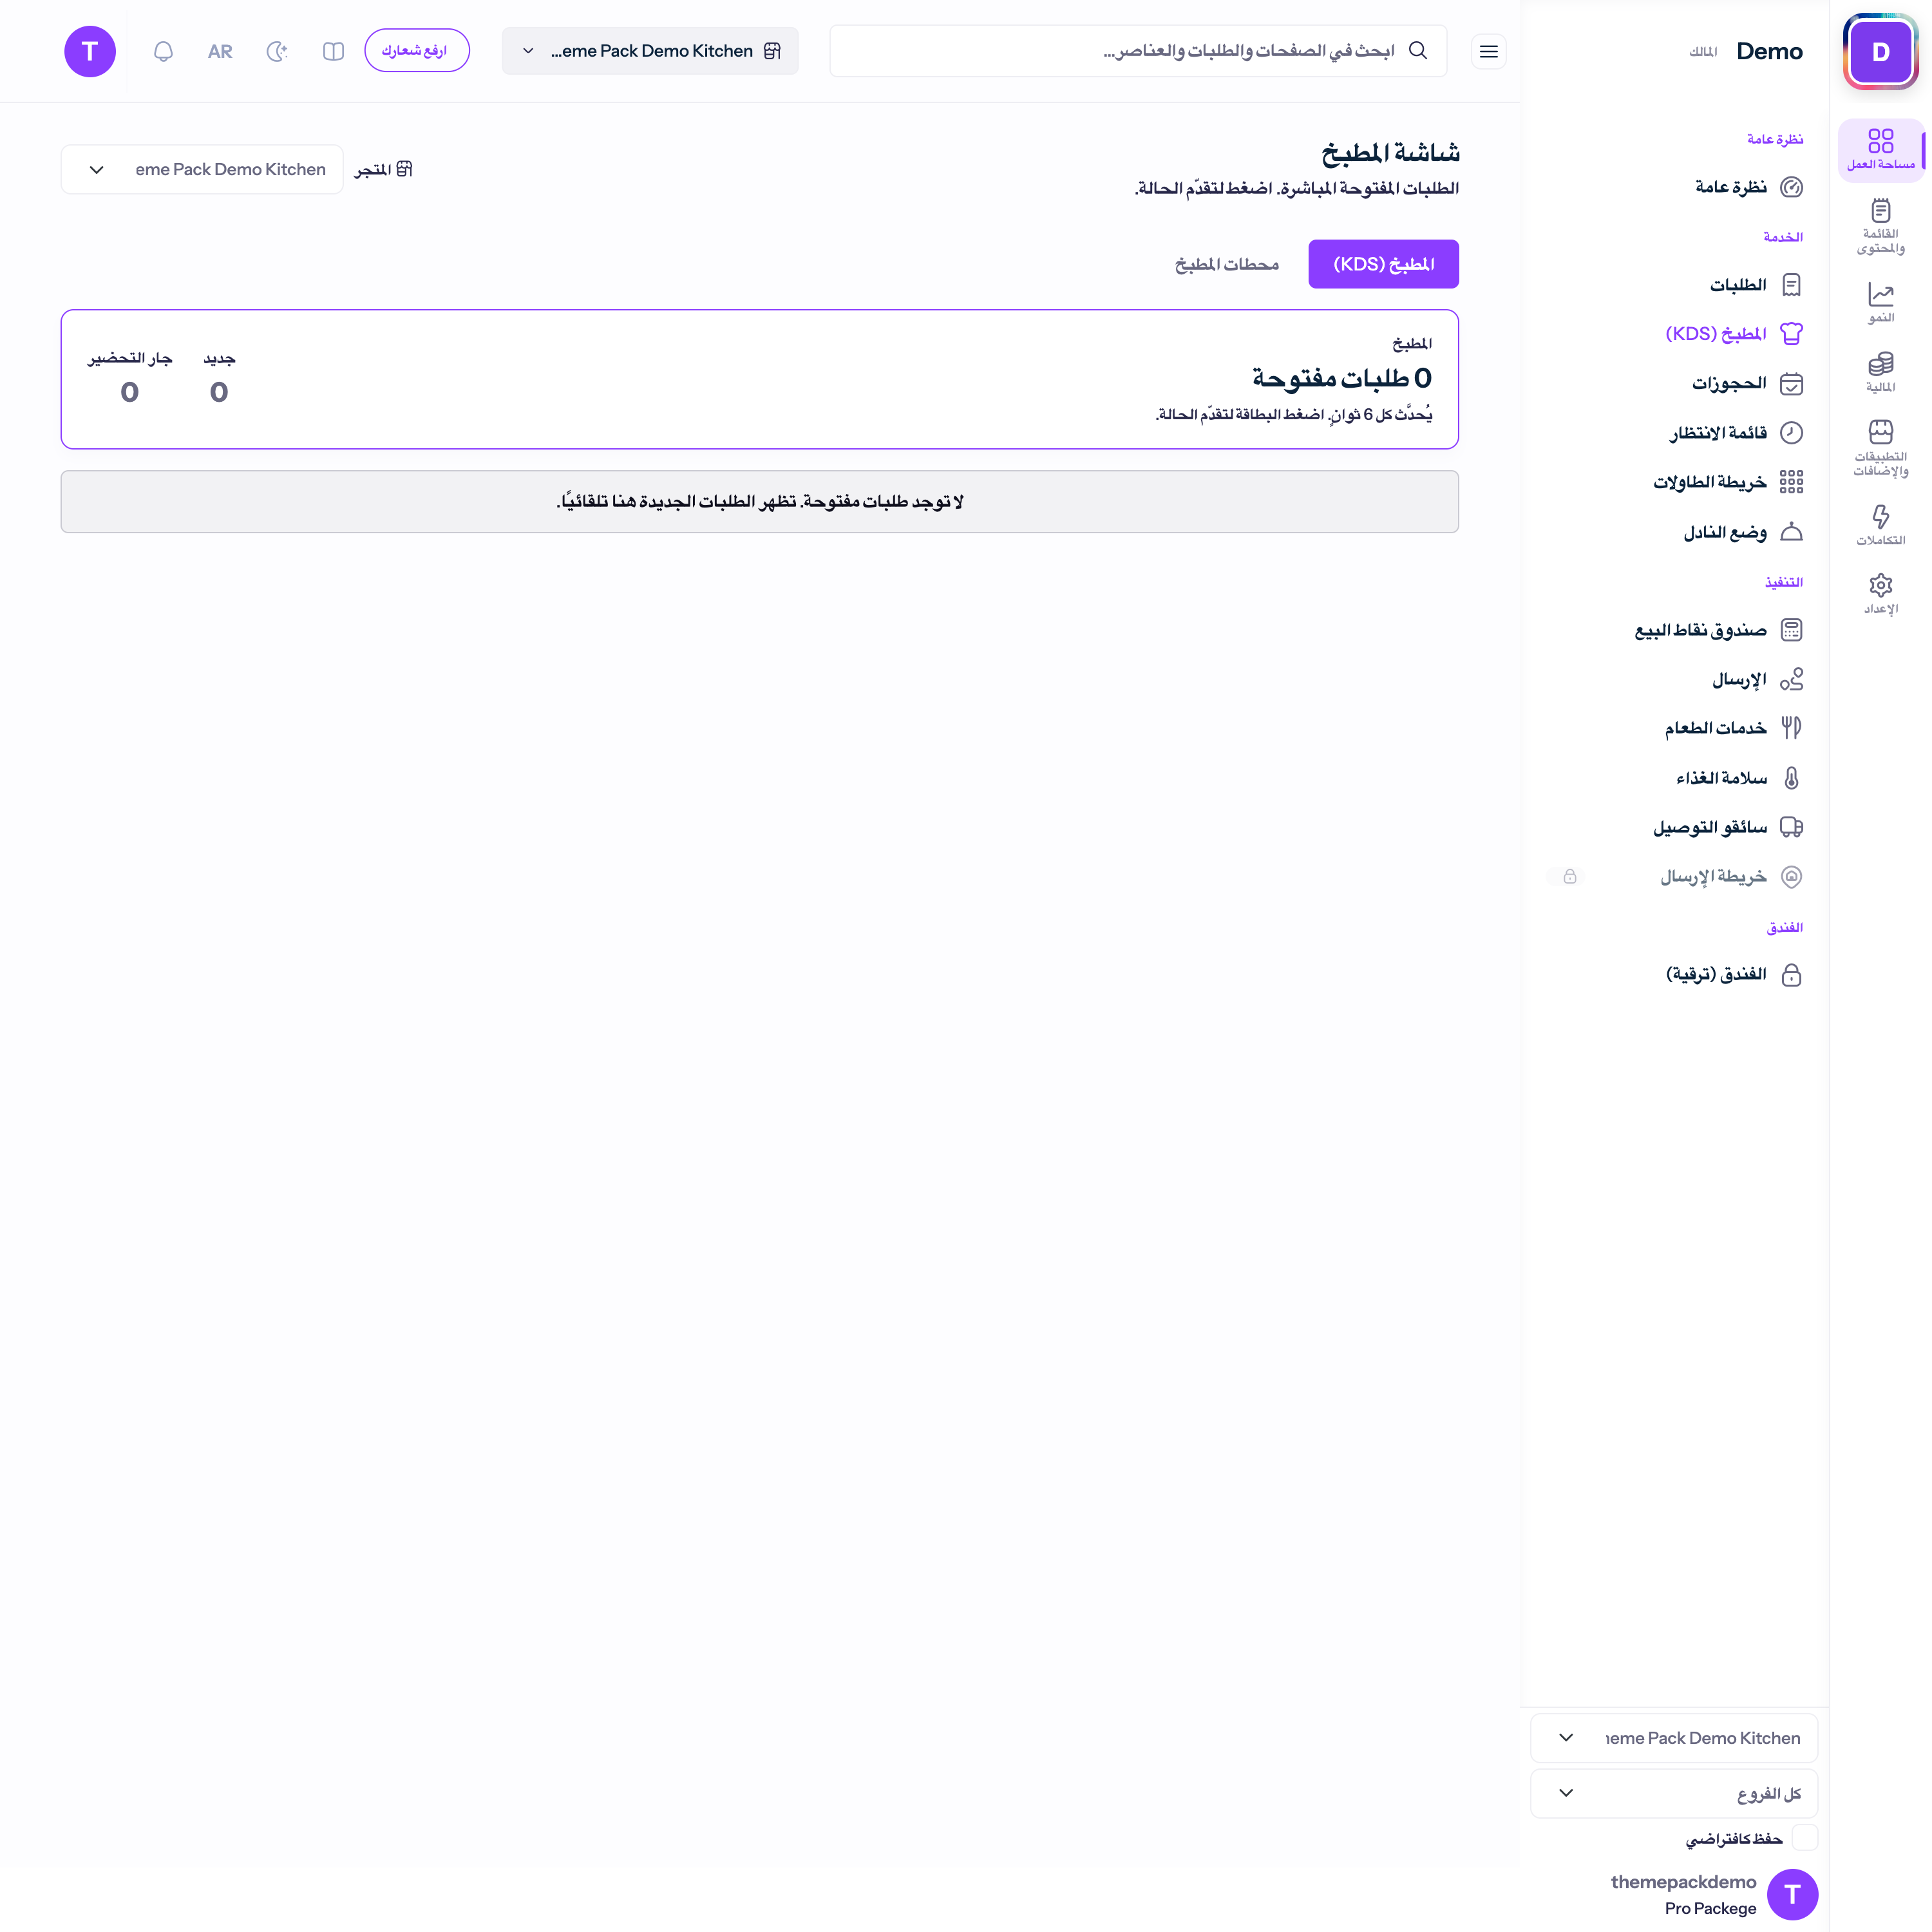 D
مساحة العمل
القائمة
والمحتوى
النمو
المالية
التطبيقات
والإضافات
التكاملات
الإعداد
Demo المالك
نظرة عامة
نظرة عامة
الخدمة
الطلبات
المطبخ (KDS)
الحجوزات
قائمة الانتظار
خريطة الطاولات
وضع النادل
التنفيذ
صندوق نقاط البيع
الإرسال
خدمات الطعام
سلامة الغذاء
سائقو التوصيل
خريطة الإرسال
الفندق
الفندق (ترقية)
eme Pack Demo Kitchen
كل الفروع
حفظ كافتراضي
T
themepackdemo
Pro Packege
ابحث في الصفحات والطلبات والعناصر...
...eme Pack Demo Kitchen
ارفع شعارك
AR
T
شاشة المطبخ
الطلبات المفتوحة المباشرة. اضغط لتقدّم الحالة.
المتجر
eme Pack Demo Kitchen
المطبخ (KDS)
محطات المطبخ
المطبخ
0 طلبات مفتوحة
يُحدَّث كل 6 ثوانٍ. اضغط البطاقة لتقدّم الحالة.
جديد
0
جار التحضير
0
لا توجد طلبات مفتوحة. تظهر الطلبات الجديدة هنا تلقائيًا.